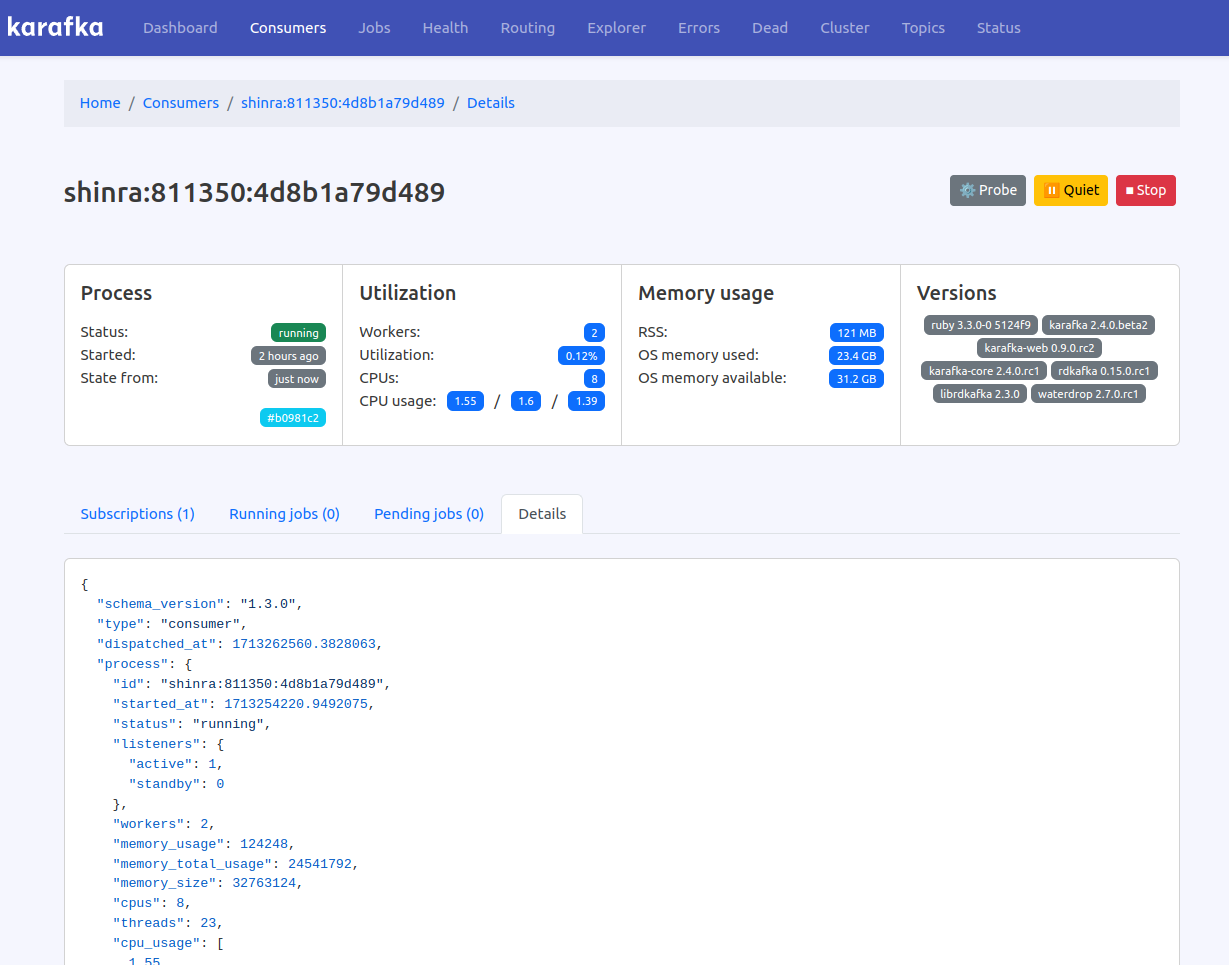 karafka Dashboard Consumers Jobs Health Routing Explorer Errors Dead Cluster Topics Status
Home / Consumers / shinra:811350:4d8b1a79d489 / Details
shinra:811350:4d8b1a79d489
Probe Quiet Stop
Process
Status: running
Started: 2 hours ago
State from: just now
#b0981c2
Utilization
Workers: 2
Utilization: 0.12%
CPUs: 8
CPU usage: 1.55 / 1.6 / 1.39
Memory usage
RSS: 121 MB
OS memory used: 23.4 GB
OS memory available: 31.2 GB
Versions
ruby 3.3.0-0 5124f9 karafka 2.4.0.beta2
karafka-web 0.9.0.rc2
karafka-core 2.4.0.rc1 rdkafka 0.15.0.rc1
librdkafka 2.3.0 waterdrop 2.7.0.rc1
Subscriptions (1) Running jobs (0) Pending jobs (0) Details
{
"schema_version": "1.3.0",
"type": "consumer",
"dispatched_at": 1713262560.3828063,
"process": {
"id": "shinra:811350:4d8b1a79d489",
"started_at": 1713254220.9492075,
"status": "running",
"listeners": {
"active": 1,
"standby": 0
},
"workers": 2,
"memory_usage": 124248,
"memory_total_usage": 24541792,
"memory_size": 32763124,
"cpus": 8,
"threads": 23,
"cpu_usage": [
1.55